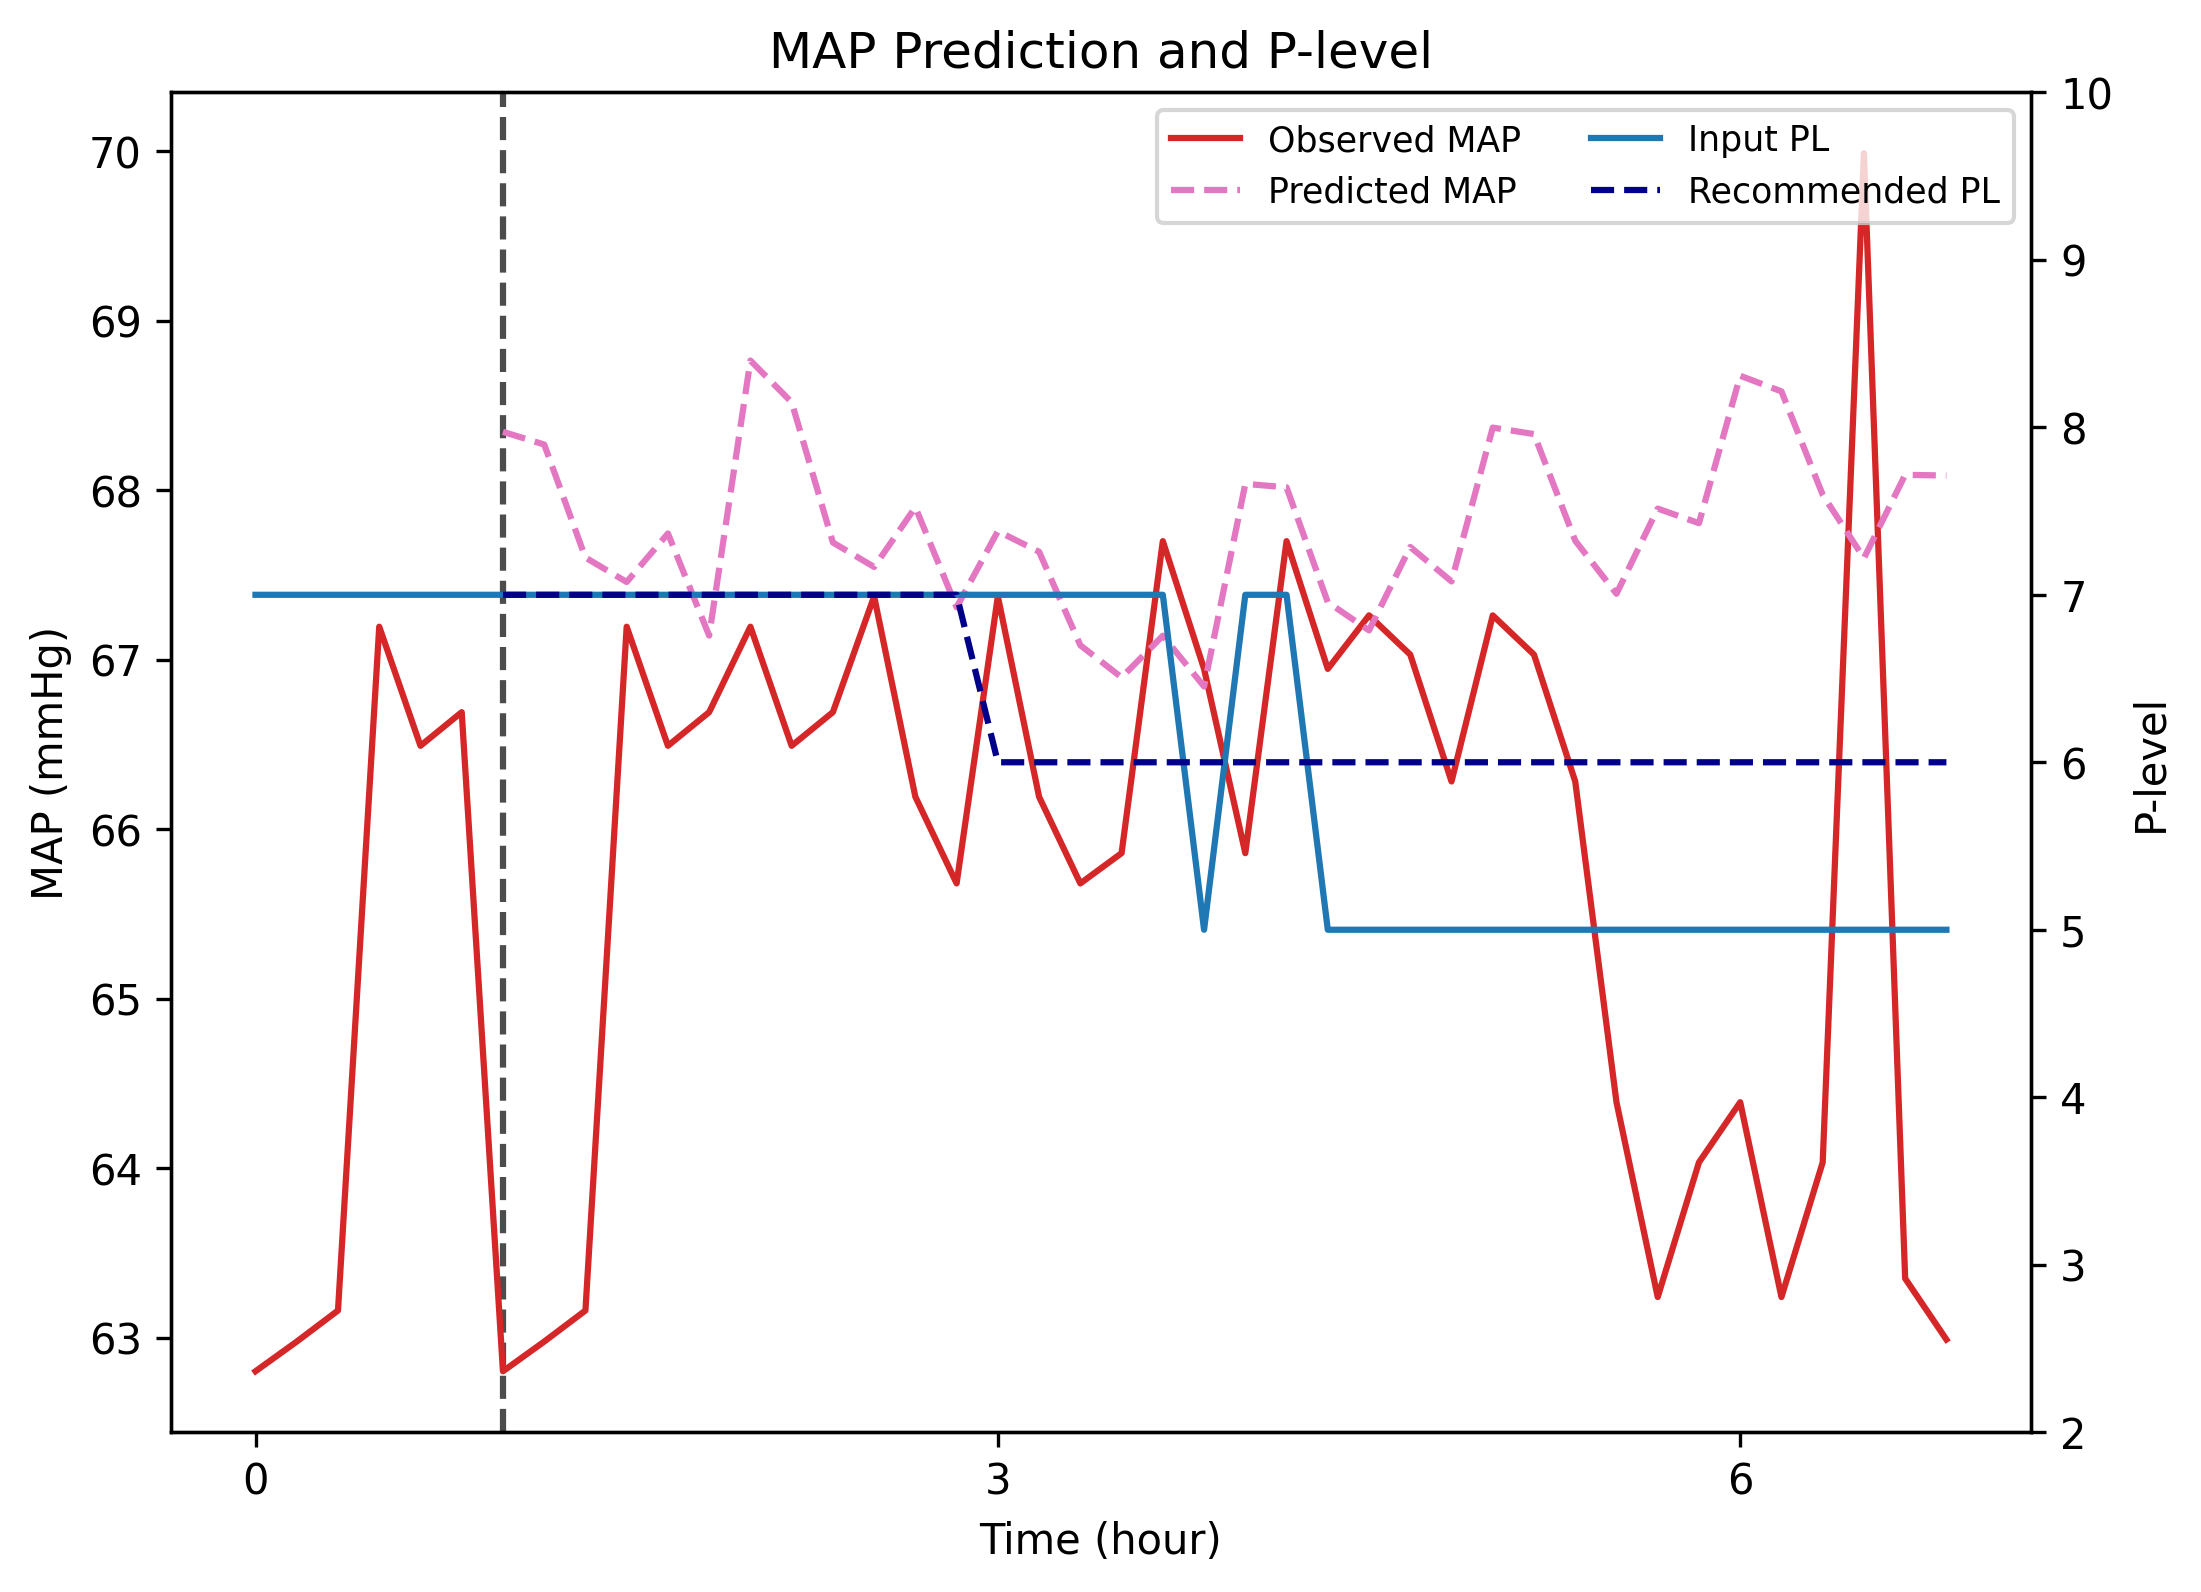 MAP Prediction and P-level
Observed MAP
Predicted MAP
Input PL
Recommended PL
MAP (mmHg)
70
69
68
67
66
65
64
63
10
9
8
7
6
5
4
3
2
P-level
0 3 6
Time (hour)